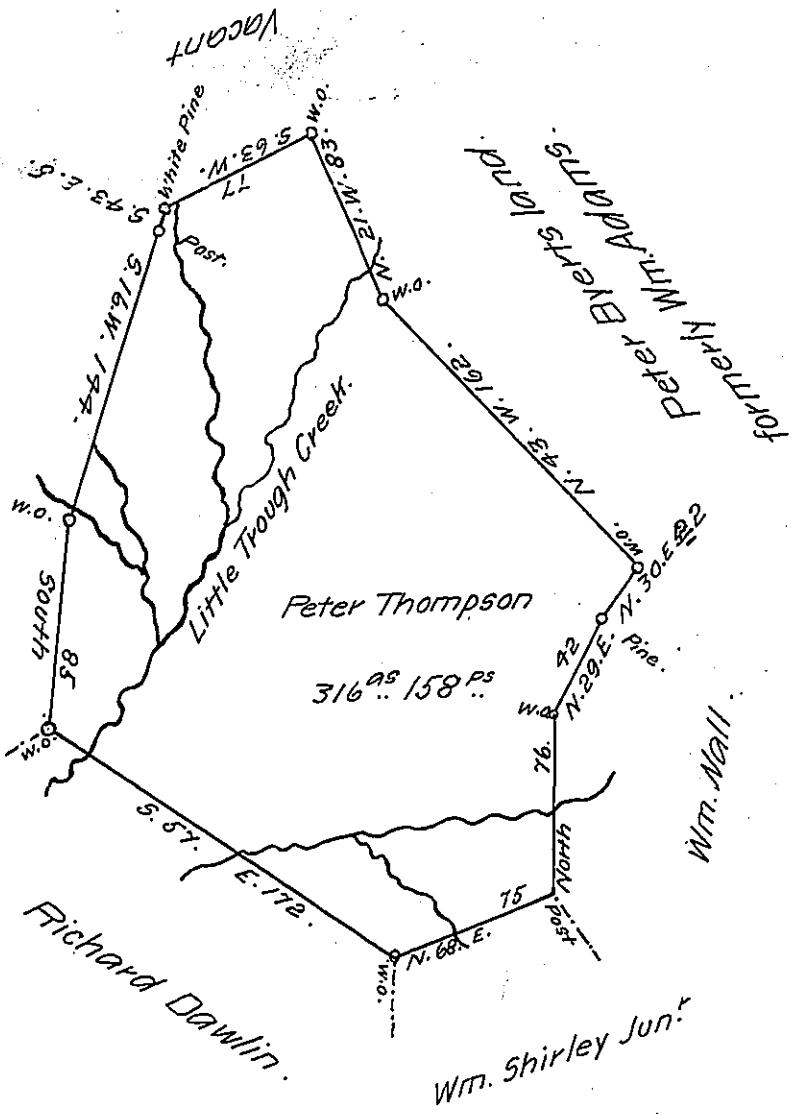 Vacant
White Pine
S. 43. E. 5.
S. 63. W.
77
W.O.
N. 21. W. 83.
Post.
W.O.
Peter Byerts land.
formerly Wm. Adams.
S. 16. W. 144.
N. 43. W. 162.
Little Trough Creek.
W.O.
W.O.
N. 30. E. 22
South
85
Peter Thompson
316 as.. 158 ps..
42
N. 29. E.
Pine.
W.O.
W.O.
76.
North
Wm. Nall.
S. 57. E. 172.
75
N. 68. E.
Post
W.O.
Richard Dawlin.
Wm. Shirley Junr.